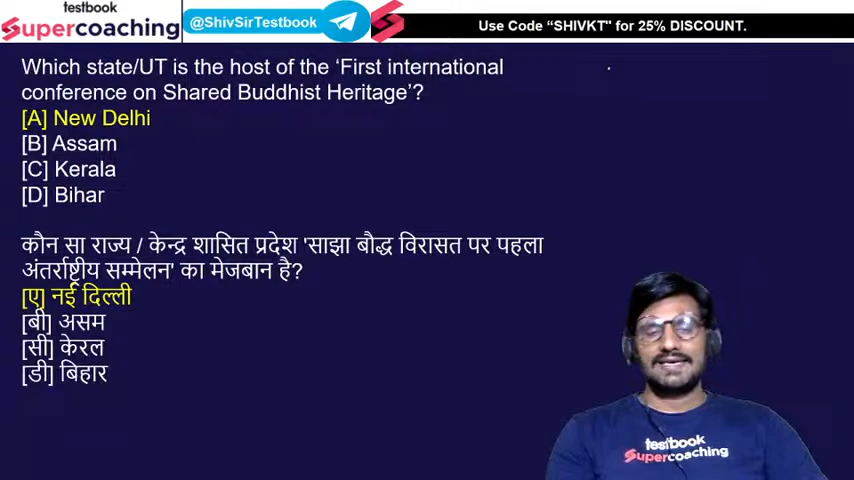 testbook
Supercoaching
@ShivSirTestbook
Use Code “SHIVKT" for 25% DISCOUNT.
Which state/UT is the host of the ‘First international
conference on Shared Buddhist Heritage’?
[A] New Delhi
[B] Assam
[C] Kerala
[D] Bihar
कौन सा राज्य / केन्द्र शासित प्रदेश 'साझा बौद्ध विरासत पर पहला
अंतर्राष्ट्रीय सम्मेलन' का मेजबान है?
[ए] नई दिल्ली
[बी] असम
[सी] केरल
[डी] बिहार
testbook
Supercoaching